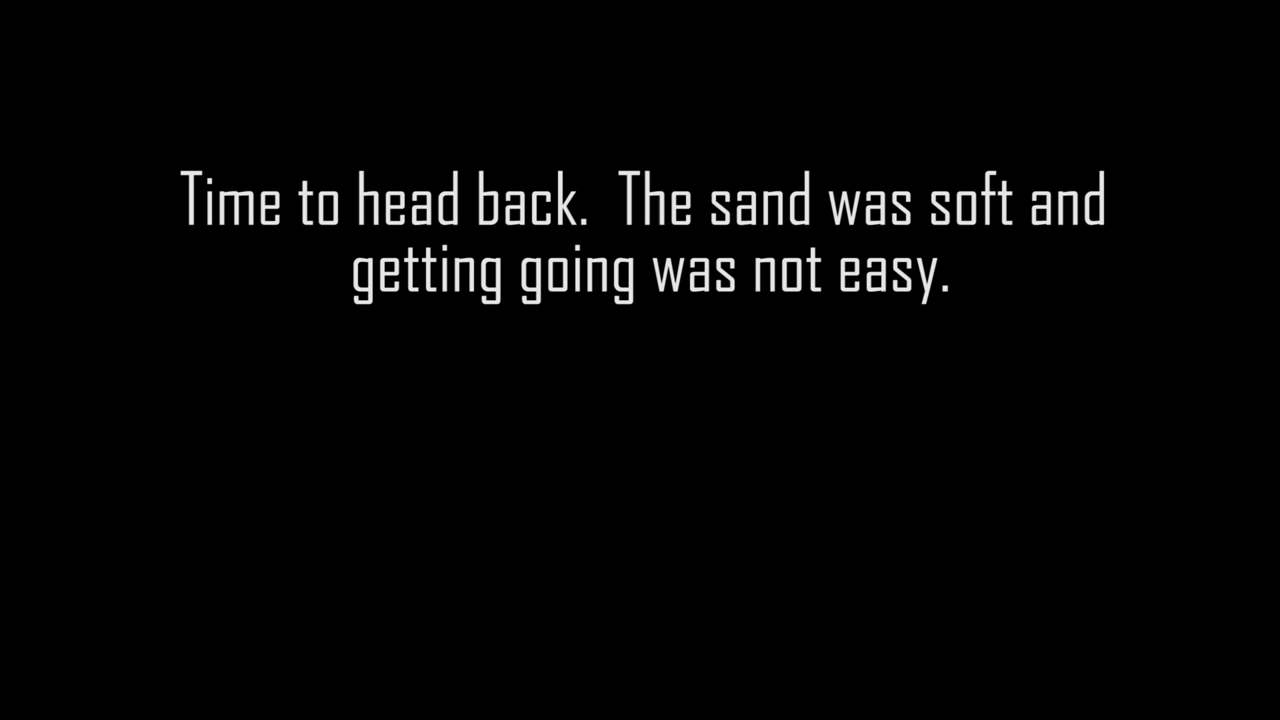 Time to head back.  The sand was soft and
getting going was not easy.